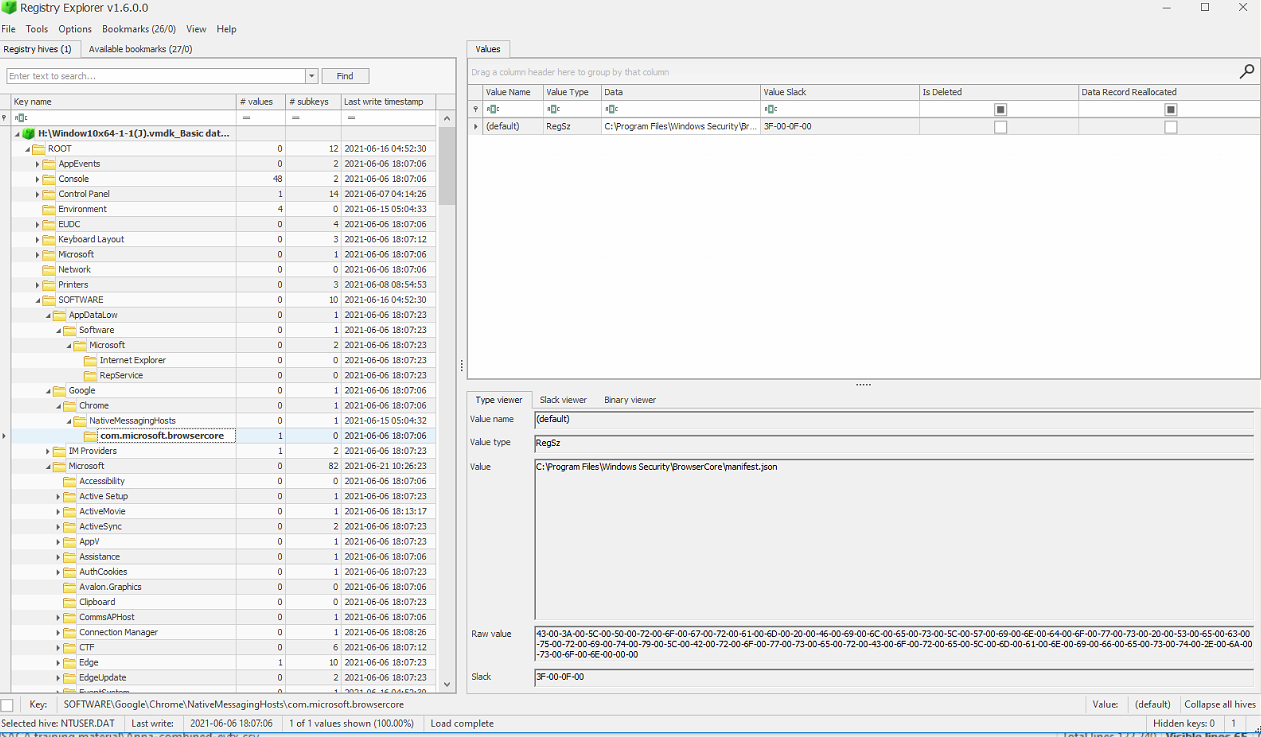 Registry Explorer v1.6.0.0
File Tools Options Bookmarks (26/0) View Help
Registry hives (1) Available bookmarks (27/0)
Enter text to search... Find
Key name # values # subkeys Last write timestamp
= = =
H:\Window10x64-1-1(J).vmdk_Basic dat...
ROOT 0 12 2021-06-16 04:52:30
AppEvents 0 2 2021-06-06 18:07:06
Console 48 2 2021-06-06 18:07:06
Control Panel 1 14 2021-06-07 04:14:26
Environment 4 0 2021-06-15 05:04:33
EUDC 0 4 2021-06-06 18:07:06
Keyboard Layout 0 3 2021-06-06 18:07:12
Microsoft 0 1 2021-06-06 18:07:06
Network 0 0 2021-06-06 18:07:06
Printers 0 3 2021-06-08 08:54:53
SOFTWARE 0 10 2021-06-16 04:52:30
AppDataLow 0 1 2021-06-06 18:07:23
Software 0 1 2021-06-06 18:07:23
Microsoft 0 2 2021-06-06 18:07:23
Internet Explorer 0 0 2021-06-06 18:07:23
RepService 0 0 2021-06-06 18:07:23
Google 0 1 2021-06-06 18:07:06
Chrome 0 1 2021-06-06 18:07:06
NativeMessagingHosts 0 1 2021-06-15 05:04:32
com.microsoft.browsercore 1 0 2021-06-06 18:07:06
IM Providers 1 2 2021-06-06 18:07:23
Microsoft 0 82 2021-06-21 10:26:23
Accessibility 0 0 2021-06-06 18:07:06
Active Setup 0 1 2021-06-06 18:07:23
ActiveMovie 0 1 2021-06-06 18:13:17
ActiveSync 0 2 2021-06-06 18:07:23
AppV 0 1 2021-06-06 18:07:23
Assistance 0 1 2021-06-06 18:07:06
AuthCookies 0 1 2021-06-06 18:07:23
Avalon.Graphics 0 0 2021-06-06 18:07:06
Clipboard 0 0 2021-06-06 18:07:23
CommsAPHost 0 1 2021-06-06 18:07:06
Connection Manager 0 1 2021-06-06 18:08:26
CTF 0 6 2021-06-06 18:07:12
Edge 1 10 2021-06-06 18:07:23
EdgeUpdate 0 2 2021-06-06 18:07:23
EventSystem 0 1 2021-06-16 04:52:30
Values
Drag a column header here to group by that column
Value Name Value Type Data Value Slack Is Deleted Data Record Reallocated
(default) RegSz C:\Program Files\Windows Security\Br... 3F-00-0F-00
Type viewer Slack viewer Binary viewer
Value name (default)
Value type RegSz
Value C:\Program Files\Windows Security\BrowserCore\manifest.json
Raw value 43-00-3A-00-5C-00-50-00-72-00-6F-00-67-00-72-00-61-00-6D-00-20-00-46-00-69-00-6C-00-65-00-73-00-5C-00-57-00-69-00-6E-00-64-00-6F-00-77-00-73-00-20-00-53-00-65-00-63-00
-75-00-72-00-69-00-74-00-79-00-5C-00-42-00-72-00-6F-00-77-00-73-00-65-00-72-00-43-00-6F-00-72-00-65-00-5C-00-6D-00-61-00-6E-00-69-00-66-00-65-00-73-00-74-00-2E-00-6A-00
-73-00-6F-00-6E-00-00-00
Slack 3F-00-0F-00
Key: SOFTWARE\Google\Chrome\NativeMessagingHosts\com.microsoft.browsercore Value: (default) Collapse all hives
Selected hive: NTUSER.DAT Last write: 2021-06-06 18:07:06 1 of 1 values shown (100.00%) Load complete Hidden keys: 0 1